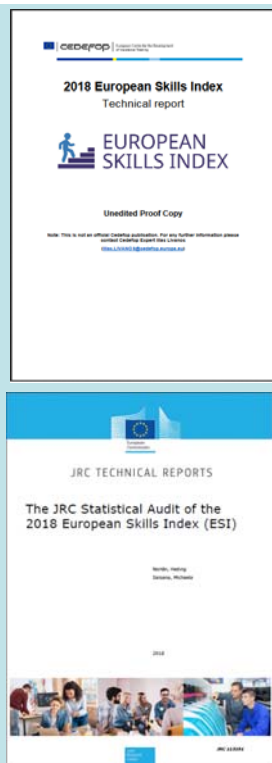 CEDEFOP
2018 European Skills Index
Technical report
EUROPEAN
SKILLS INDEX
Unedited Proof Copy
Note: This is not an official Cedefop publication. For any further information please
contact Cedefop Expert Ilias Livanos
European
Commission
JRC TECHNICAL REPORTS
The JRC Statistical Audit of the
2018 European Skills Index (ESI)
Norlén, Hedvig
Saisana, Michaela
2018